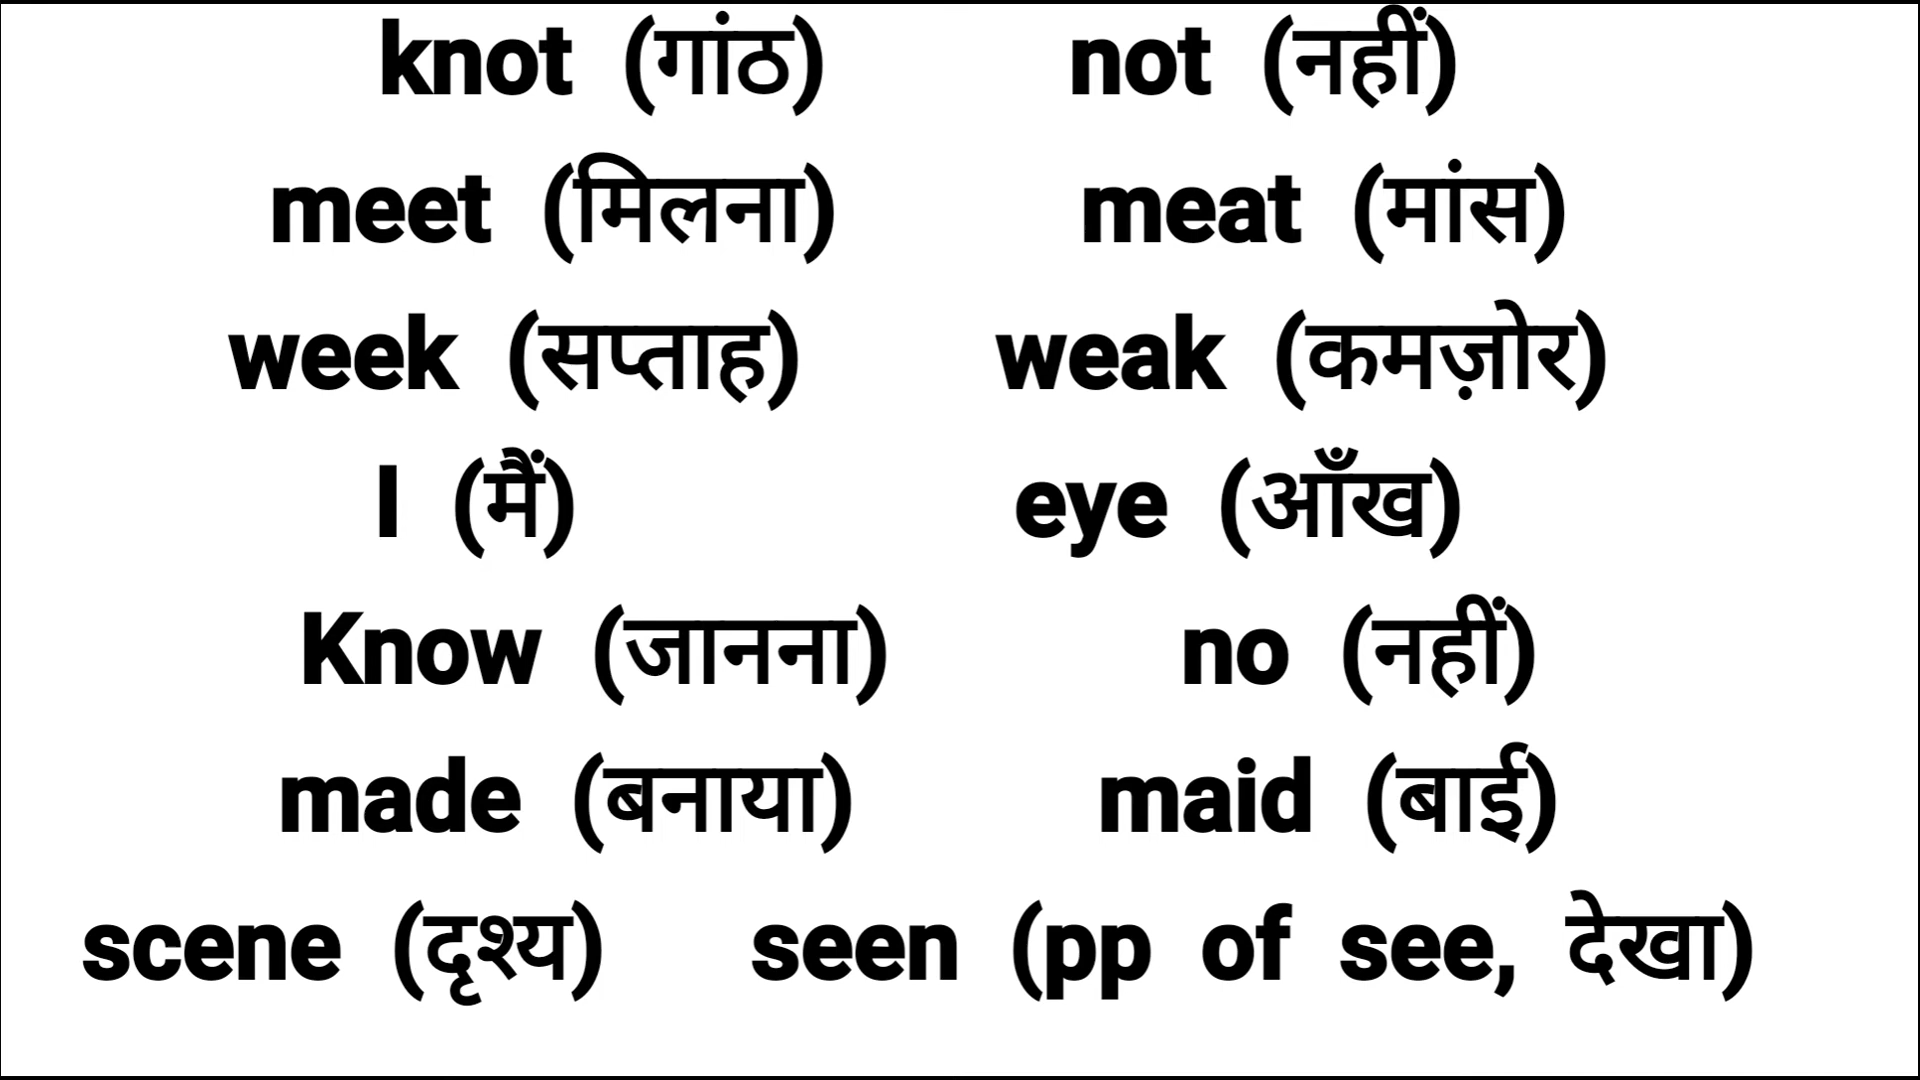 knot (गांठ) not (नहीं)
meet (मिलना) meat (मांस)
week (सप्ताह) weak (कमज़ोर)
I (मैं) eye (आँख)
Know (जानना) no (नहीं)
made (बनाया) maid (बाई)
scene (दृश्य) seen (pp of see, देखा)